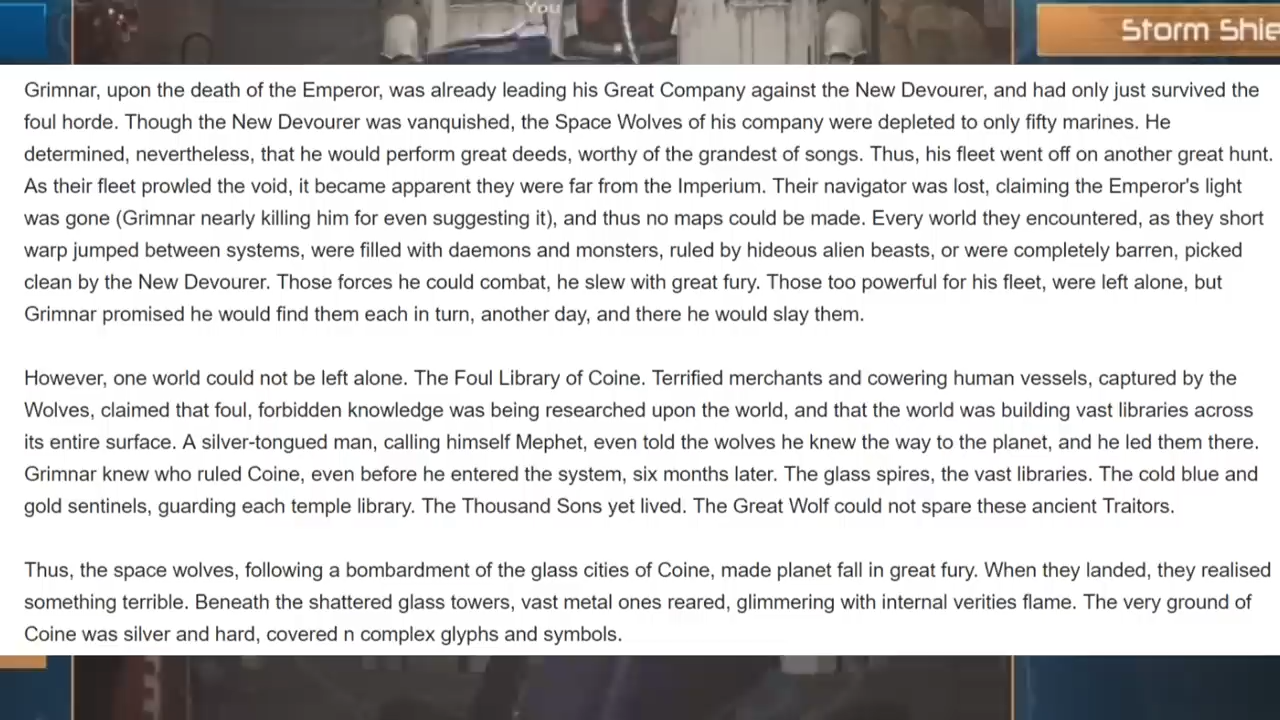 You
Storm Shie
Grimnar, upon the death of the Emperor, was already leading his Great Company against the New Devourer, and had only just survived the
foul horde. Though the New Devourer was vanquished, the Space Wolves of his company were depleted to only fifty marines. He
determined, nevertheless, that he would perform great deeds, worthy of the grandest of songs. Thus, his fleet went off on another great hunt.
As their fleet prowled the void, it became apparent they were far from the Imperium. Their navigator was lost, claiming the Emperor's light
was gone (Grimnar nearly killing him for even suggesting it), and thus no maps could be made. Every world they encountered, as they short
warp jumped between systems, were filled with daemons and monsters, ruled by hideous alien beasts, or were completely barren, picked
clean by the New Devourer. Those forces he could combat, he slew with great fury. Those too powerful for his fleet, were left alone, but
Grimnar promised he would find them each in turn, another day, and there he would slay them.
However, one world could not be left alone. The Foul Library of Coine. Terrified merchants and cowering human vessels, captured by the
Wolves, claimed that foul, forbidden knowledge was being researched upon the world, and that the world was building vast libraries across
its entire surface. A silver-tongued man, calling himself Mephet, even told the wolves he knew the way to the planet, and he led them there.
Grimnar knew who ruled Coine, even before he entered the system, six months later. The glass spires, the vast libraries. The cold blue and
gold sentinels, guarding each temple library. The Thousand Sons yet lived. The Great Wolf could not spare these ancient Traitors.
Thus, the space wolves, following a bombardment of the glass cities of Coine, made planet fall in great fury. When they landed, they realised
something terrible. Beneath the shattered glass towers, vast metal ones reared, glimmering with internal verities flame. The very ground of
Coine was silver and hard, covered n complex glyphs and symbols.